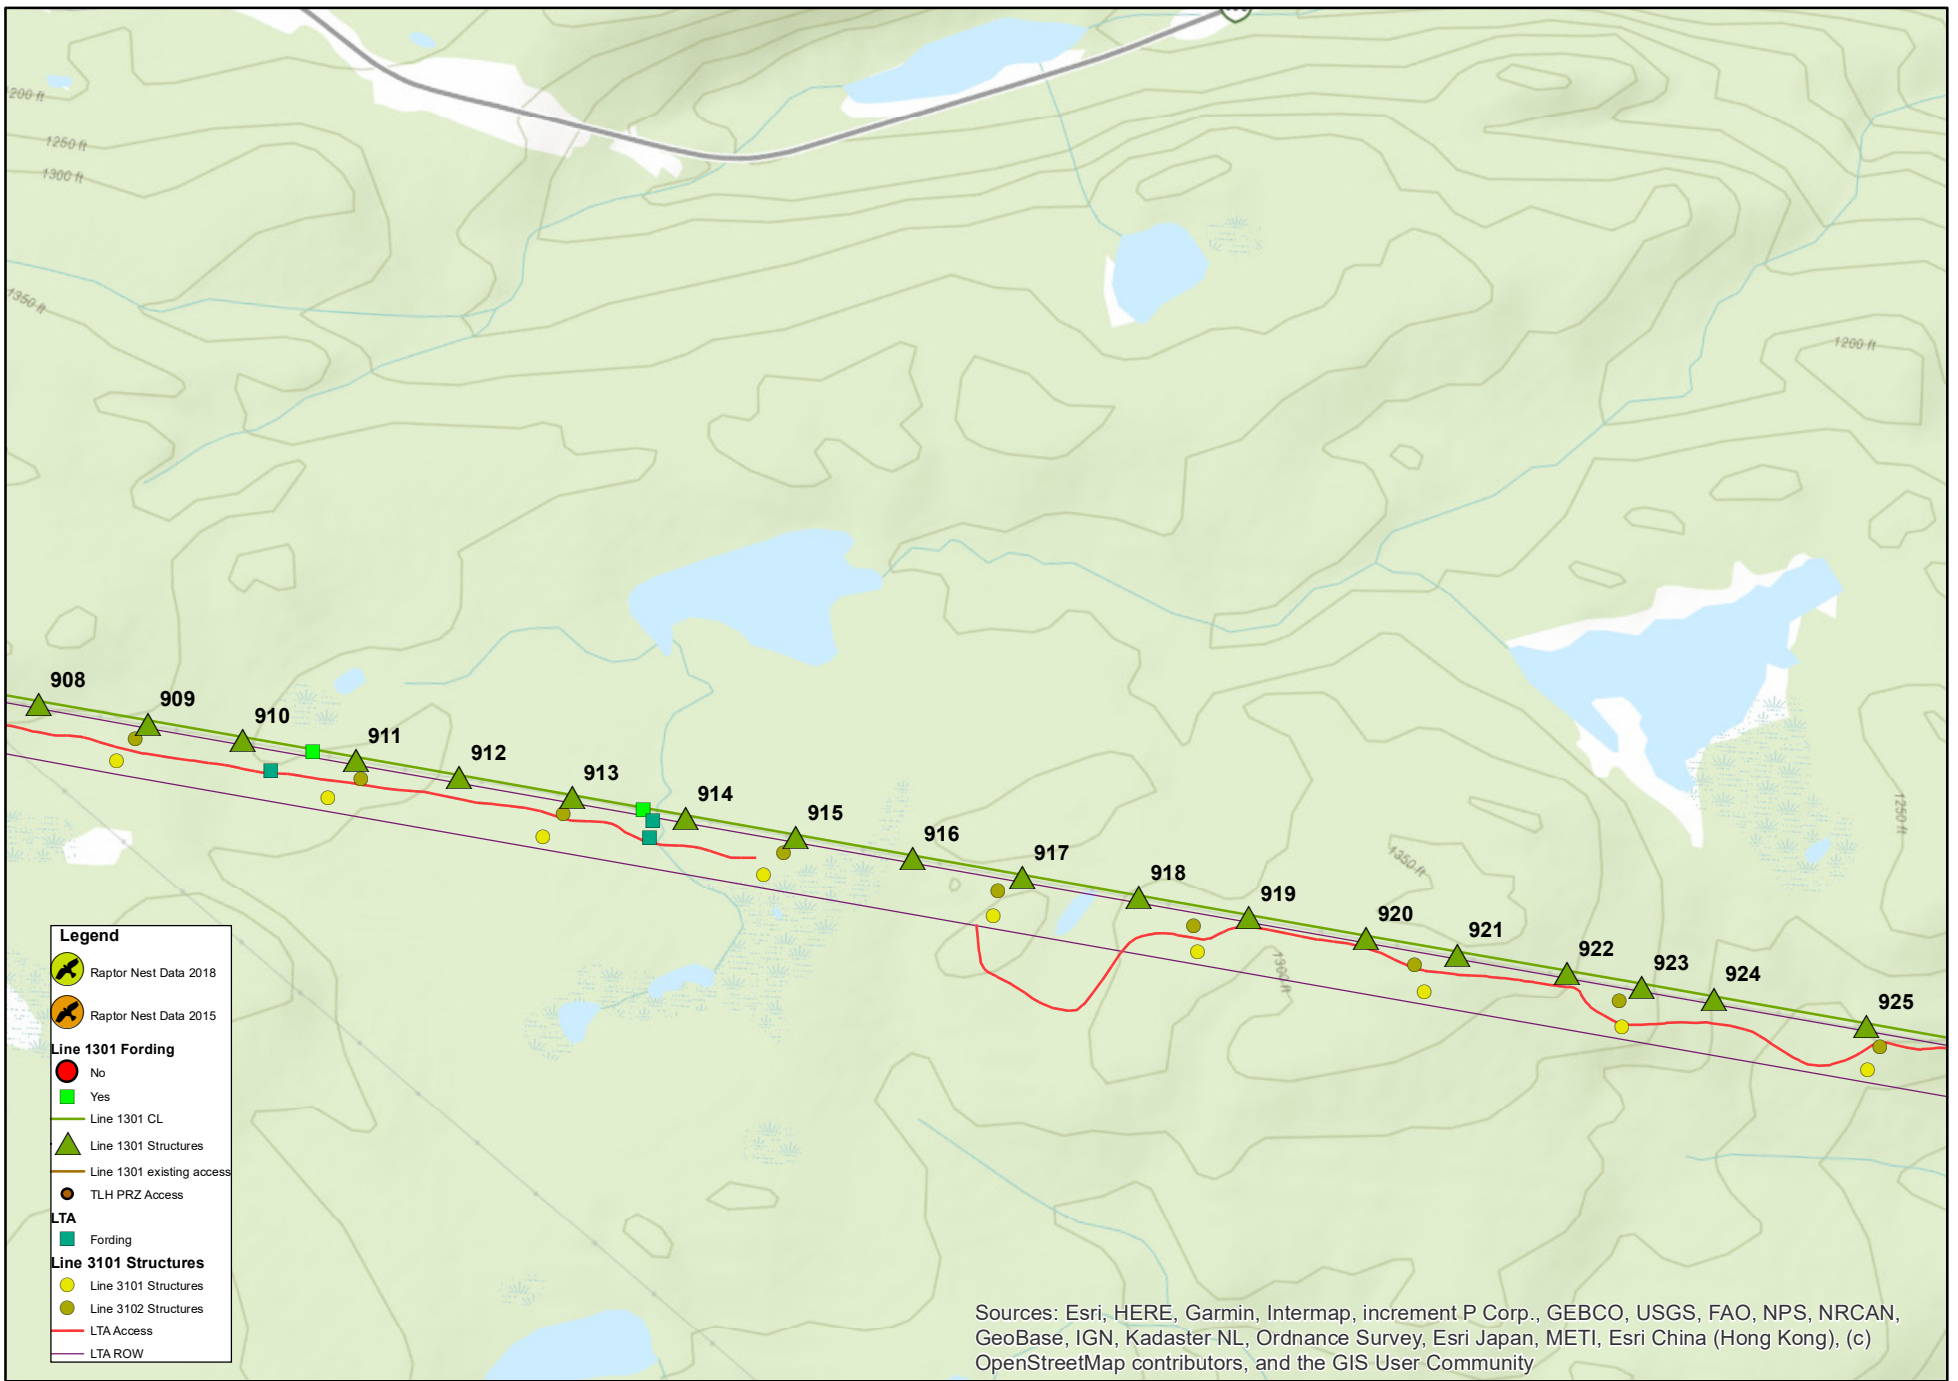 200 ft
1250 ft
1300 ft
1350 ft
1200 ft
908
909
910
911
912
913
914
915
916
917
918
919
920
921
922
923
924
925
1350 ft
1300 ft
1250 ft
Legend
Raptor Nest Data 2018
Raptor Nest Data 2015
Line 1301 Fording
No
Yes
Line 1301 CL
Line 1301 Structures
Line 1301 existing access
TLH PRZ Access
LTA
Fording
Line 3101 Structures
Line 3101 Structures
Line 3102 Structures
LTA Access
LTA ROW
Sources: Esri, HERE, Garmin, Intermap, increment P Corp., GEBCO, USGS, FAO, NPS, NRCAN,
GeoBase, IGN, Kadaster NL, Ordnance Survey, Esri Japan, METI, Esri China (Hong Kong), (c)
OpenStreetMap contributors, and the GIS User Community